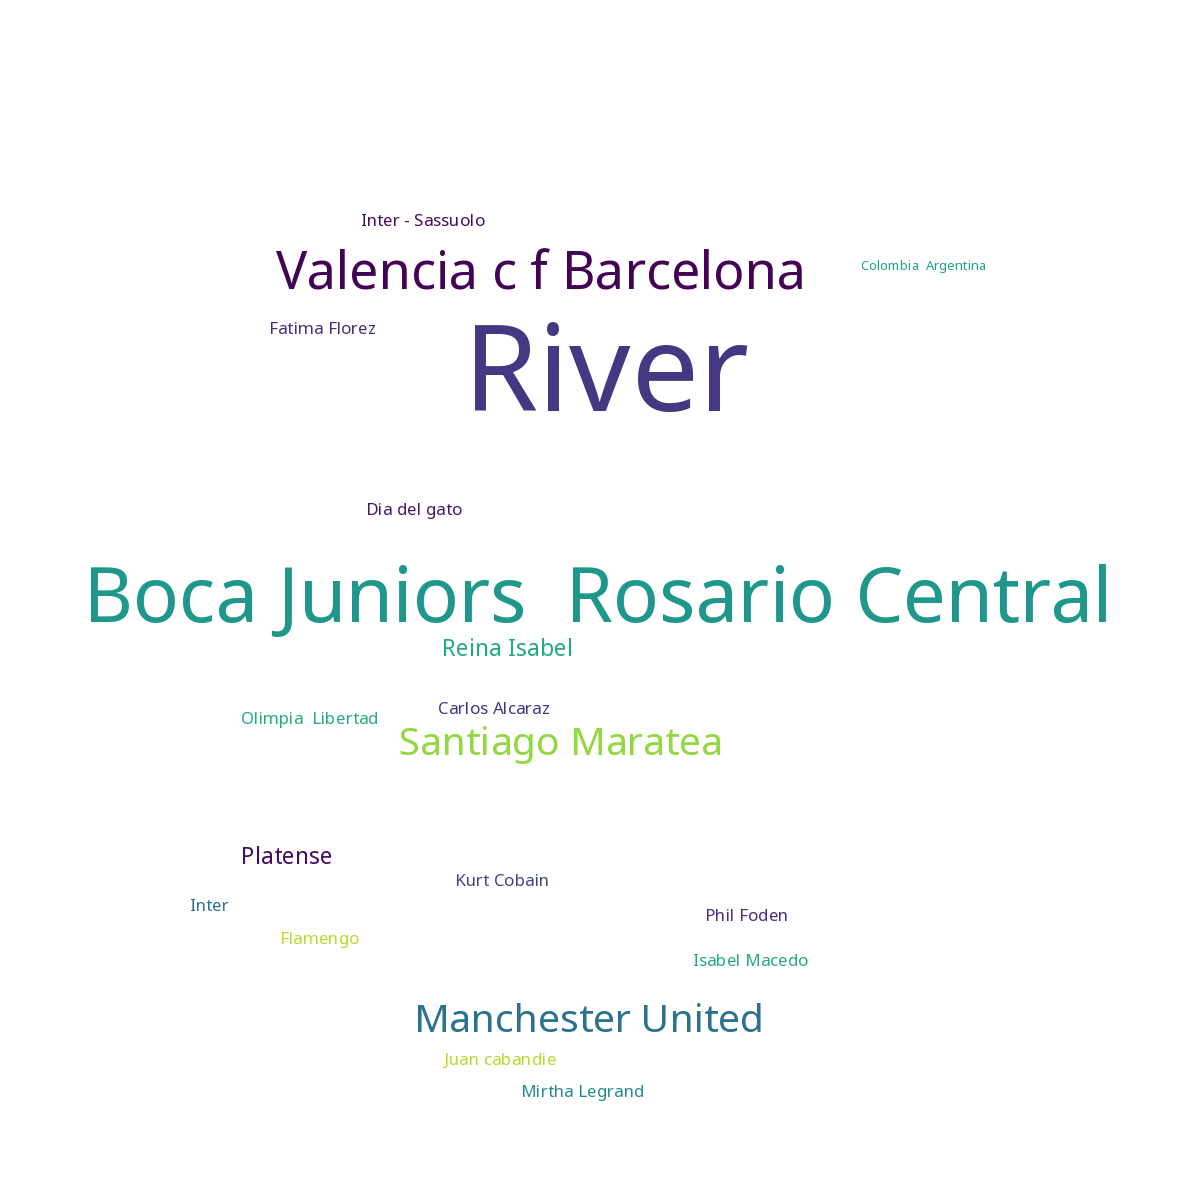 Inter - Sassuolo
Valencia c f Barcelona
Colombia  Argentina
Fatima Florez
River
Dia del gato
Boca Juniors  Rosario Central
Reina Isabel
Carlos Alcaraz
Olimpia  Libertad
Santiago Maratea
Platense
Kurt Cobain
Inter
Phil Foden
Flamengo
Isabel Macedo
Manchester United
Juan cabandie
Mirtha Legrand